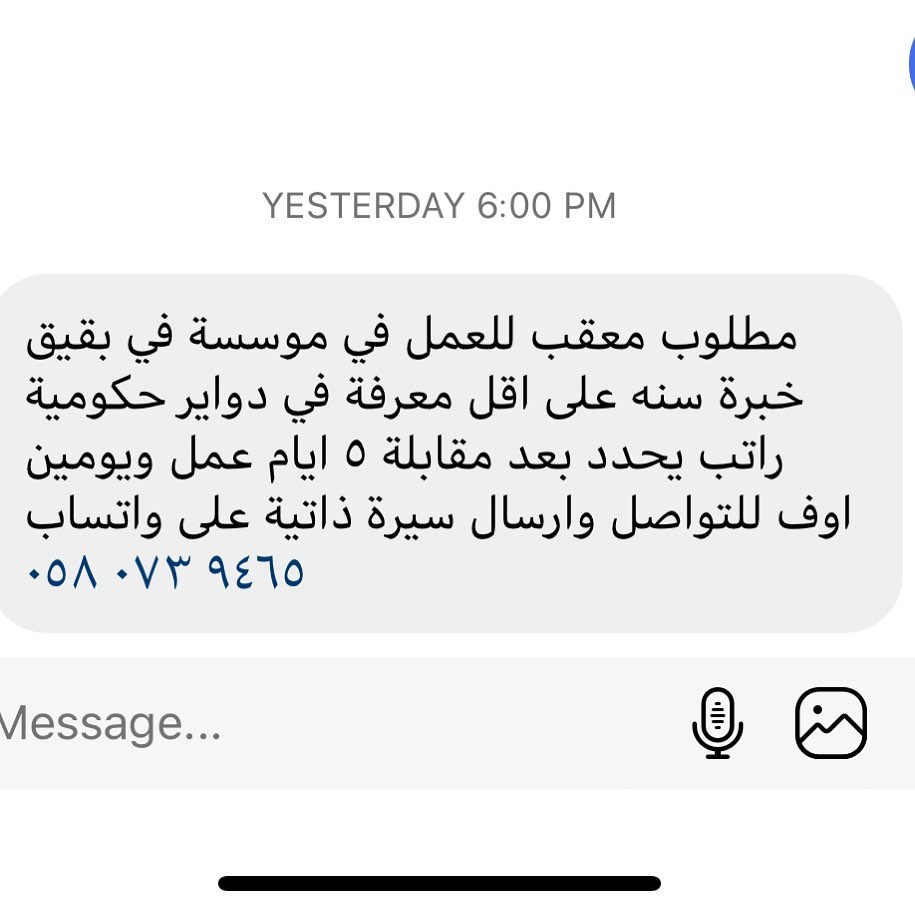 YESTERDAY 6:00 PM
مطلوب معقب للعمل في موسسة في بقيق
خبرة سنه على اقل معرفة في دواير حكومية
راتب يحدد بعد مقابلة ٥ ايام عمل ويومين
اوف للتواصل وارسال سيرة ذاتية على واتساب
٠٥٨ ٠٧٣ ٩٤٦٥
Message...